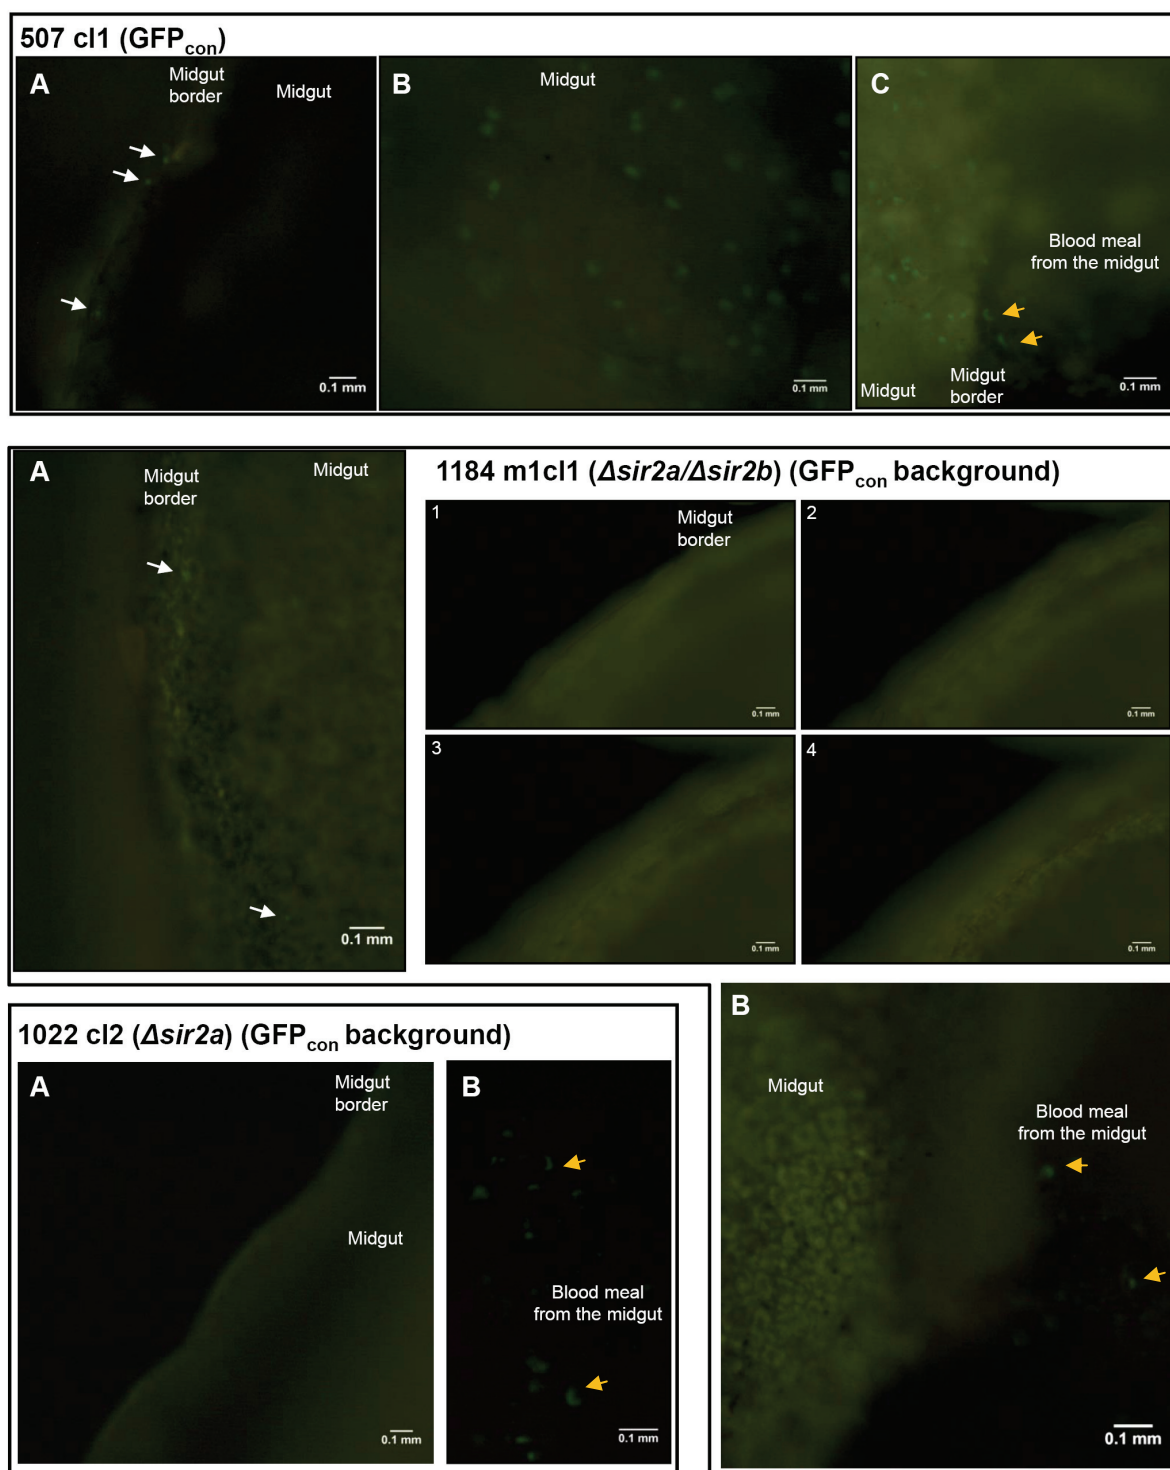 507 cl1 (GFPcon)
A
Midgut
border
Midgut
0.1 mm
B
Midgut
0.1 mm
C
Blood meal
from the midgut
Midgut
Midgut
border
0.1 mm
1184 m1cl1 (Δsir2a/Δsir2b) (GFPcon background)
A
Midgut
border
Midgut
0.1 mm
1
Midgut
border
0.1 mm
2
0.1 mm
3
0.1 mm
4
0.1 mm
B
Midgut
Blood meal
from the midgut
0.1 mm
1022 cl2 (Δsir2a) (GFPcon background)
A
Midgut
border
Midgut
0.1 mm
B
Blood meal
from the midgut
0.1 mm